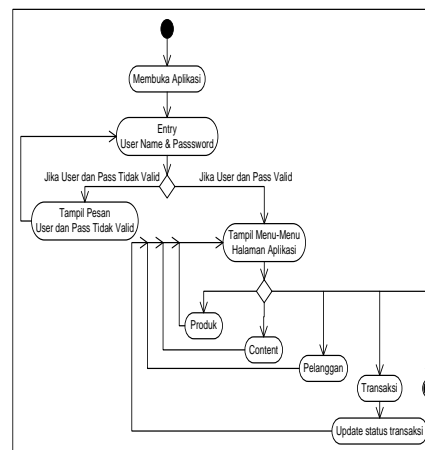 Membuka Aplikasi
Entry
User Name & Passsword
Jika User dan Pass Tidak Valid
Jika User dan Pass Valid
Tampil Pesan
User dan Pass Tidak Valid
Tampil Menu-Menu
Halaman Aplikasi
Produk
Content
Pelanggan
Transaksi
Update status transaksi